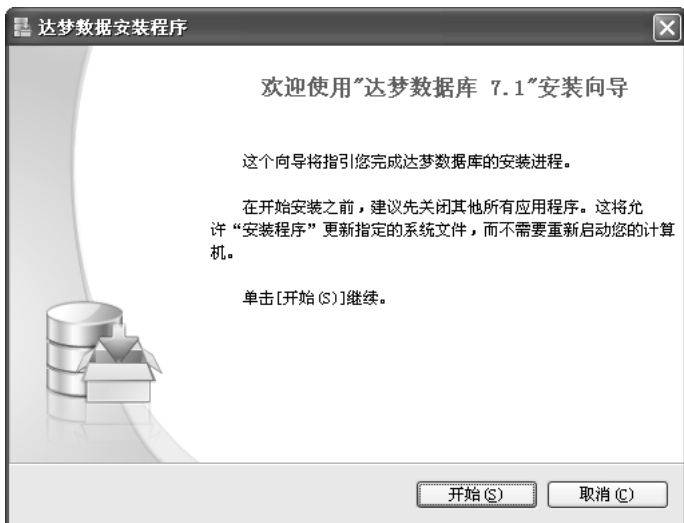 达梦数据安装程序
欢迎使用"达梦数据库 7.1"安装向导
这个向导将指引您完成达梦数据库的安装进程。
在开始安装之前，建议先关闭其他所有应用程序。这将允
许“安装程序”更新指定的系统文件，而不需要重新启动您的计算
机。
单击[开始(S)]继续。
开始(S) 取消(C)